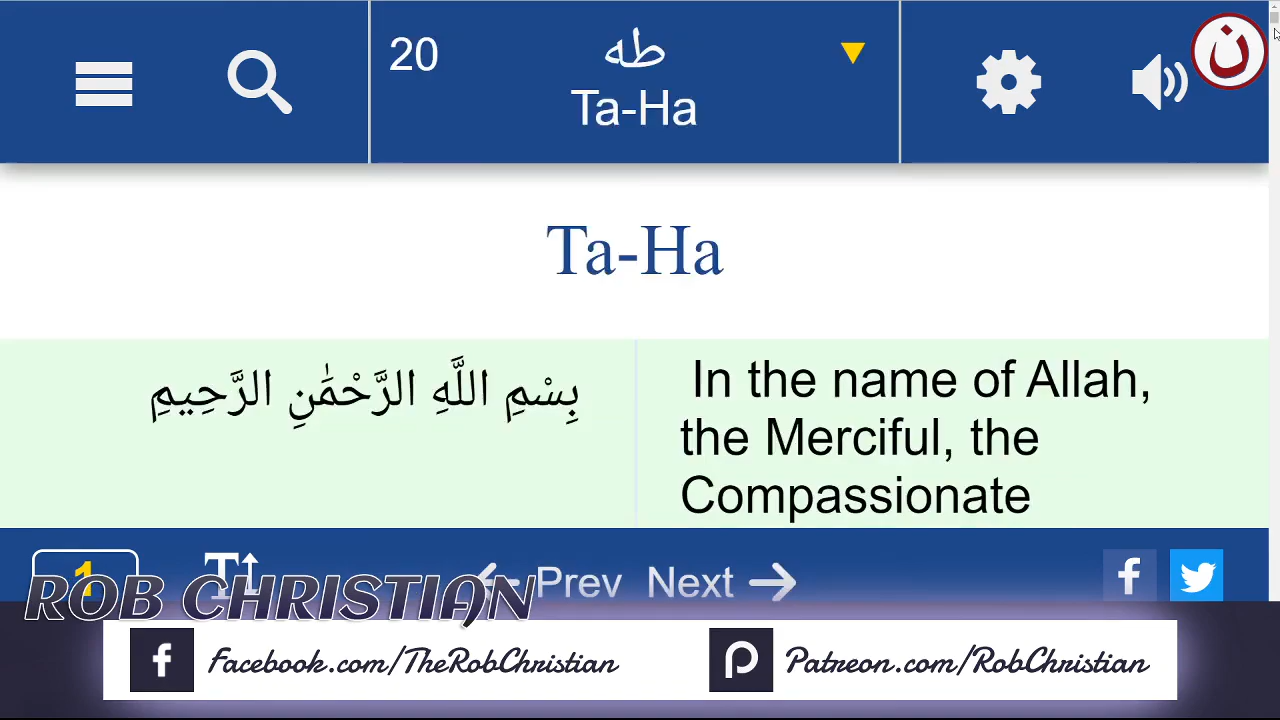 20
طه
Ta-Ha
ن
Ta-Ha
بِسْمِ اللَّهِ الرَّحْمَٰنِ الرَّحِيمِ
In the name of Allah,
the Merciful, the
Compassionate
1
T
Prev Next
ROB CHRISTIAN
Facebook.com/TheRobChristian
Patreon.com/RobChristian